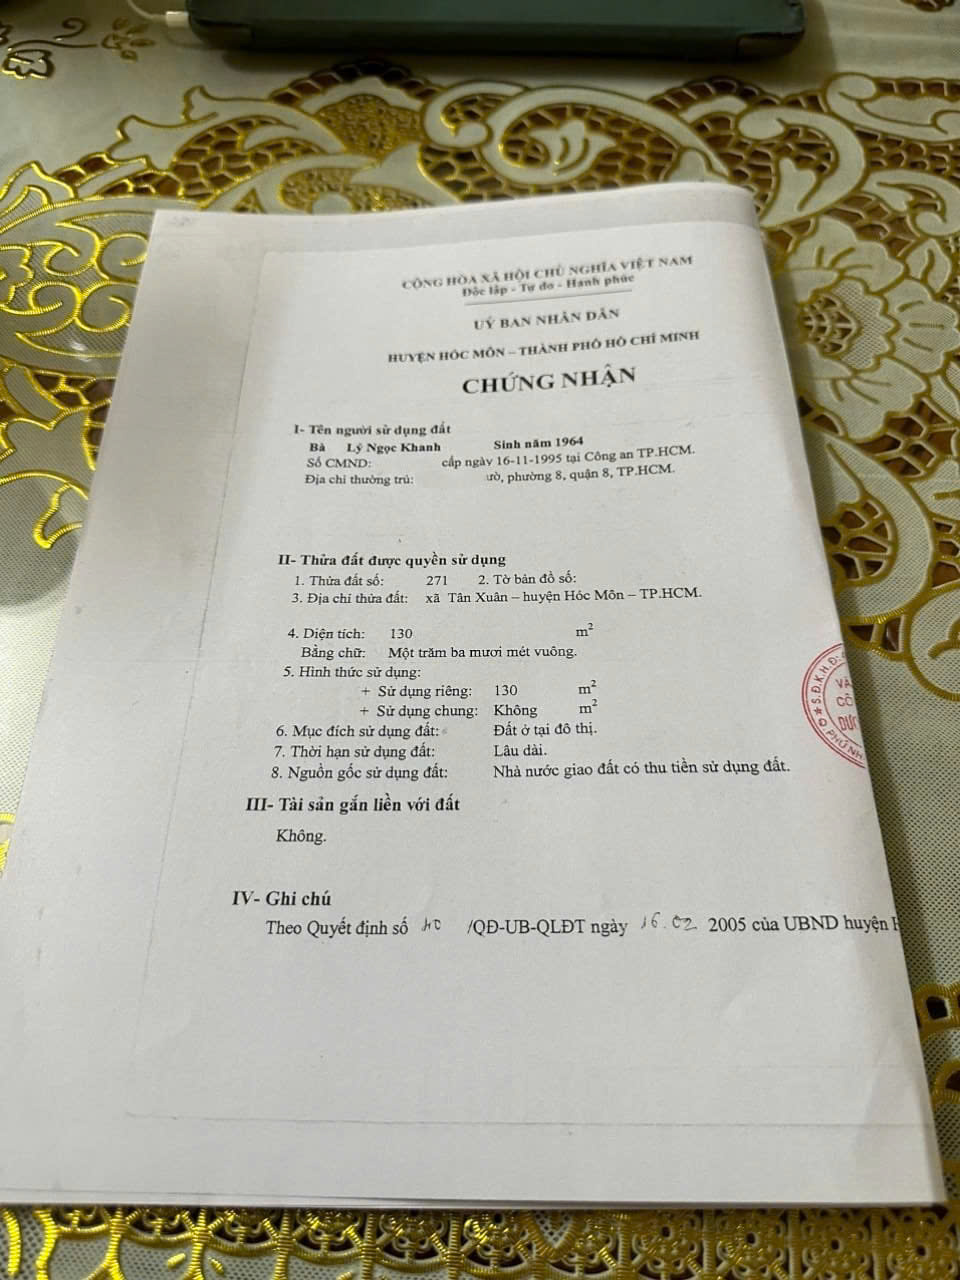 CỘNG HÒA XÃ HỘI CHỦ NGHĨA VIỆT NAM
Độc lập - Tự do - Hạnh phúc
UỶ BAN NHÂN DÂN
HUYỆN HÓC MÔN – THÀNH PHỐ HỒ CHÍ MINH
CHỨNG NHẬN
I- Tên người sử dụng đất
Bà Lý Ngọc Khanh Sinh năm 1964
Số CMND: cấp ngày 16-11-1995 tại Công an TP.HCM.
Địa chỉ thường trú: phường 8, quận 8, TP.HCM.
II- Thửa đất được quyền sử dụng
1. Thửa đất số: 271 2. Tờ bản đồ số:
3. Địa chỉ thửa đất: xã Tân Xuân – huyện Hóc Môn – TP.HCM.
4. Diện tích: 130 m²
Bằng chữ: Một trăm ba mươi mét vuông.
5. Hình thức sử dụng:
+ Sử dụng riêng: 130 m²
+ Sử dụng chung: Không m²
6. Mục đích sử dụng đất: Đất ở tại đô thị.
7. Thời hạn sử dụng đất: Lâu dài.
8. Nguồn gốc sử dụng đất: Nhà nước giao đất có thu tiền sử dụng đất.
III- Tài sản gắn liền với đất
Không.
IV- Ghi chú
Theo Quyết định số /QĐ-UB-QLĐT ngày 16.02 2005 của UBND huyện
S.Đ.K.H.Đ: